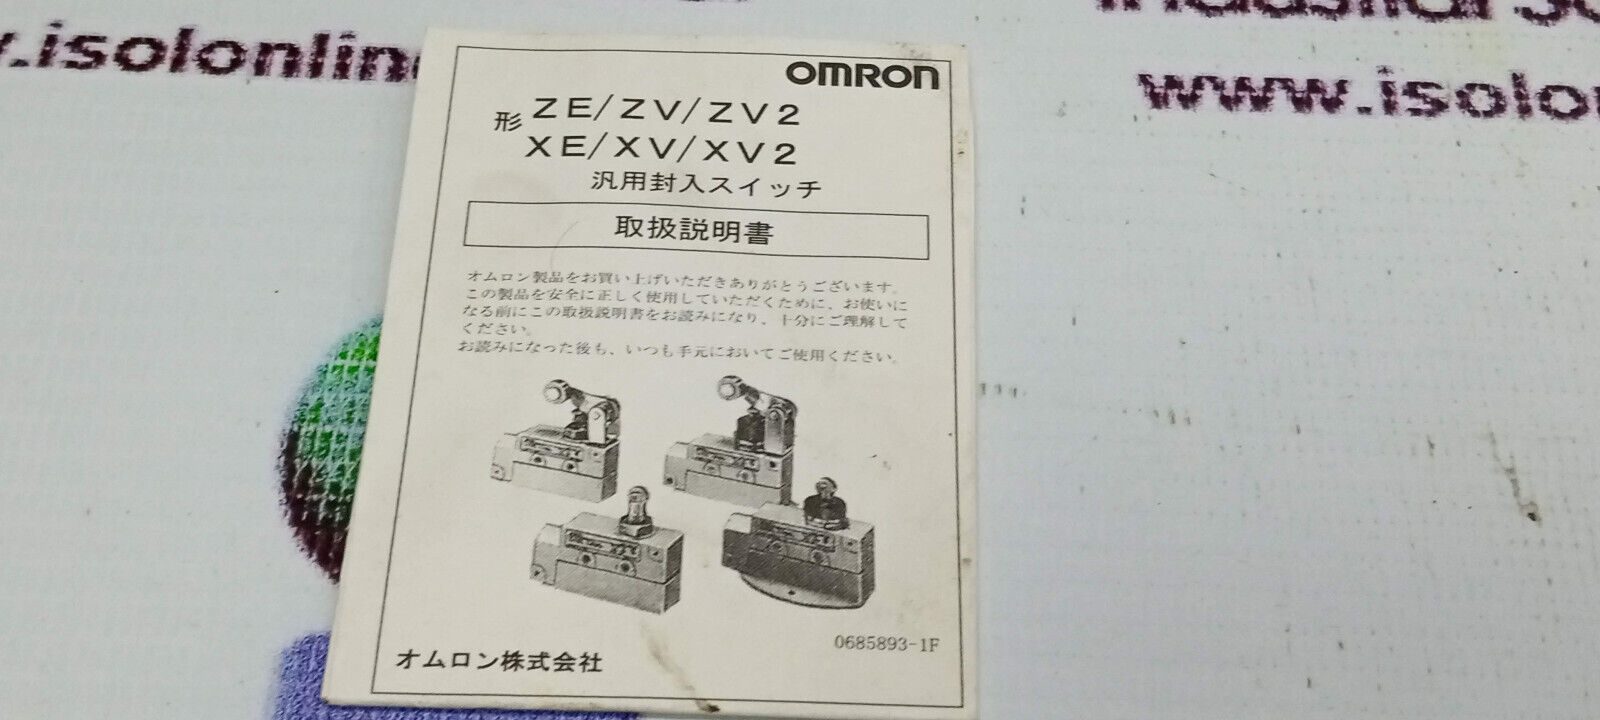 www.isolonlin
www.isolon
OMRON
形 ZE/ZV/ZV2
XE/XV/XV2
汎用封入スイッチ
取扱説明書
オムロン製品をお買い上げいただきありがとうございます。
この製品を安全に正しく使用していただくために、お使いに
なる前にこの取扱説明書をお読みになり、十分にご理解して
ください。
お読みになった後も、いつも手元においてご使用ください。
0685893-1F
オムロン株式会社